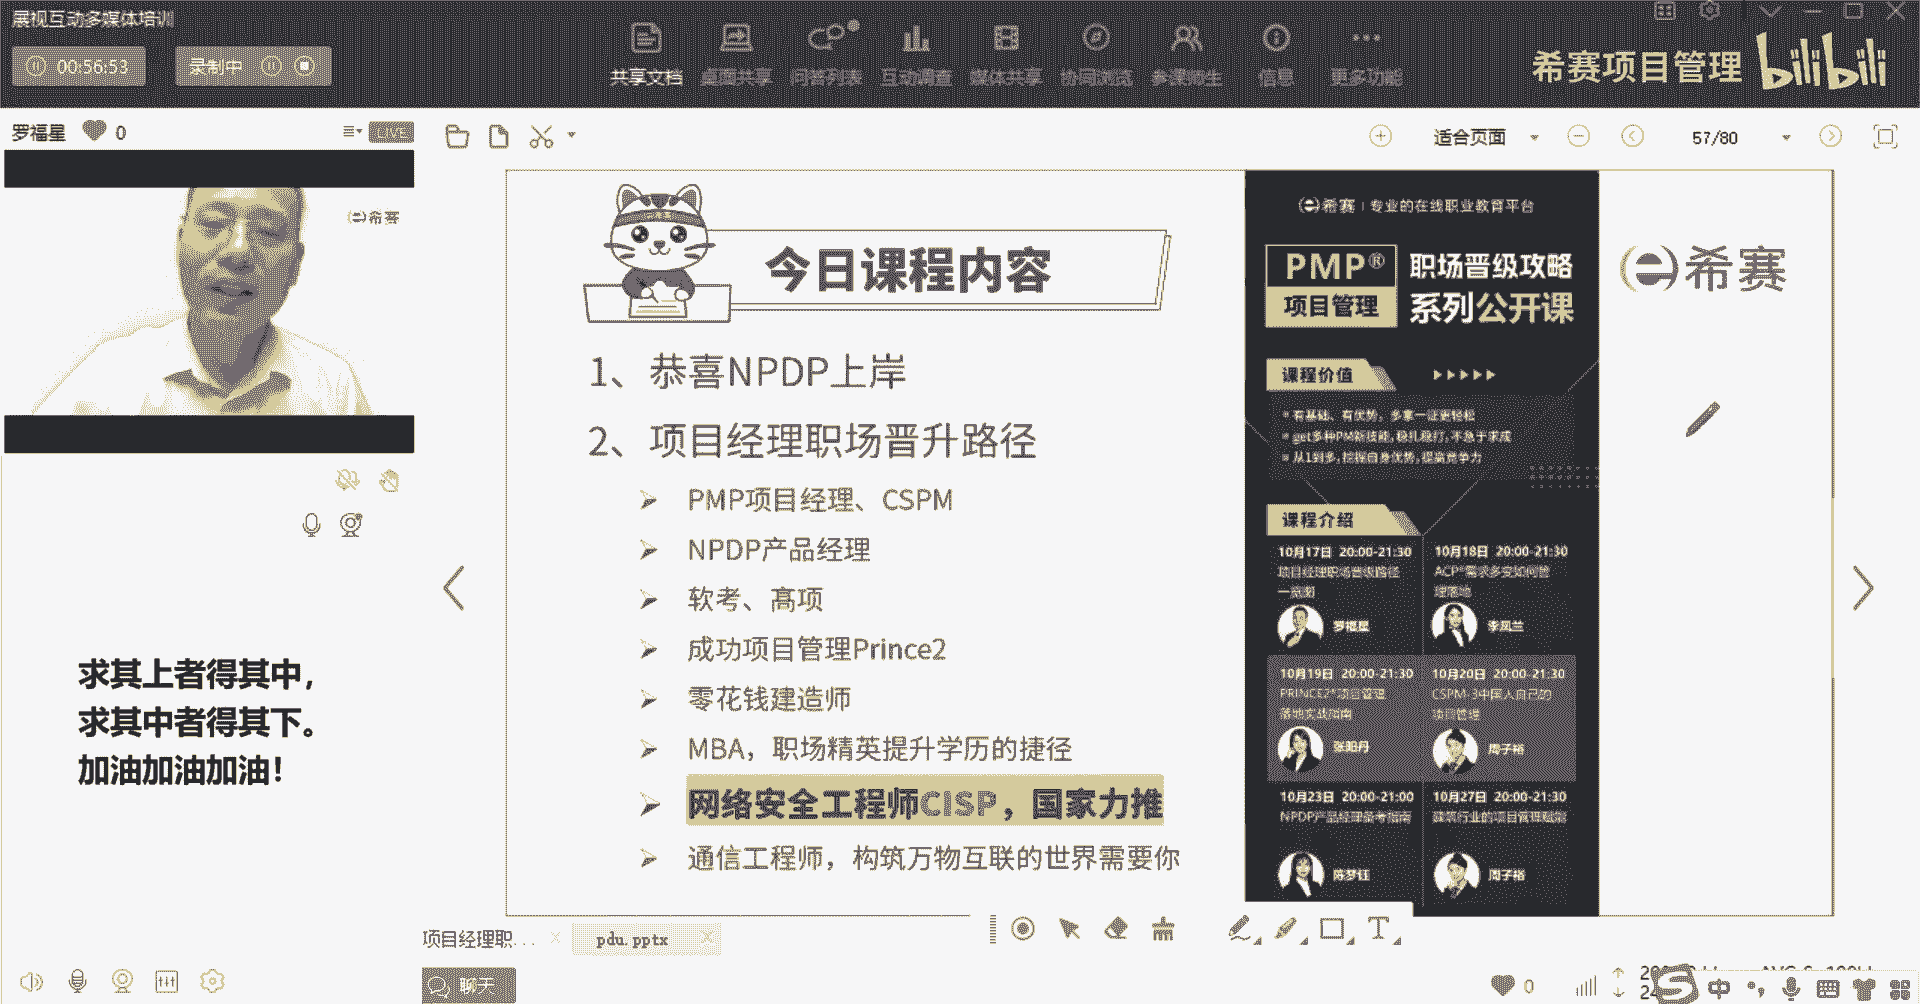 展视互动多媒体培训
00:56:53
录制中
共享文档
桌面共享
问答列表
互动调查
媒体共享
协同浏览
参课师生
信息
更多功能
希赛项目管理
bilibili
罗福星
0
LIVE
适合页面
57/80
希赛
今日课程内容
1、恭喜NPDP上岸
2、项目经理职场晋升路径
PMP项目经理、CSPM
NPDP产品经理
软考、高项
成功项目管理Prince2
零花钱建造师
MBA，职场精英提升学历的捷径
网络安全工程师CISP，国家力推
通信工程师，构筑万物互联的世界需要你
希赛 | 专业的在线职业教育平台
PMP®
项目管理
职场晋级攻略
系列公开课
课程价值
有基础、有优势，多拿一证更轻松
get多种PM新技能，稳扎稳打，不急于求成
从1到多，挖掘自身优势，提高竞争力
课程介绍
10月17日 20:00-21:30
项目经理职场晋级路径
一览图
罗福星
10月18日 20:00-21:30
ACP®需求多变如何管
理落地
李凤兰
10月19日 20:00-21:30
PRINCE2®项目管理
落地实战指南
张阳丹
10月20日 20:00-21:30
CSPM-3中国人自己的
项目管理
周子裕
10月23日 20:00-21:00
NPDP产品经理备考指南
陈梦钰
10月27日 20:00-21:30
建筑行业的项目管理赋能
周子裕
希赛
求其上者得其中，
求其中者得其下。
加油加油加油！
项目经理职...
pdu.pptx
聊天
0
中